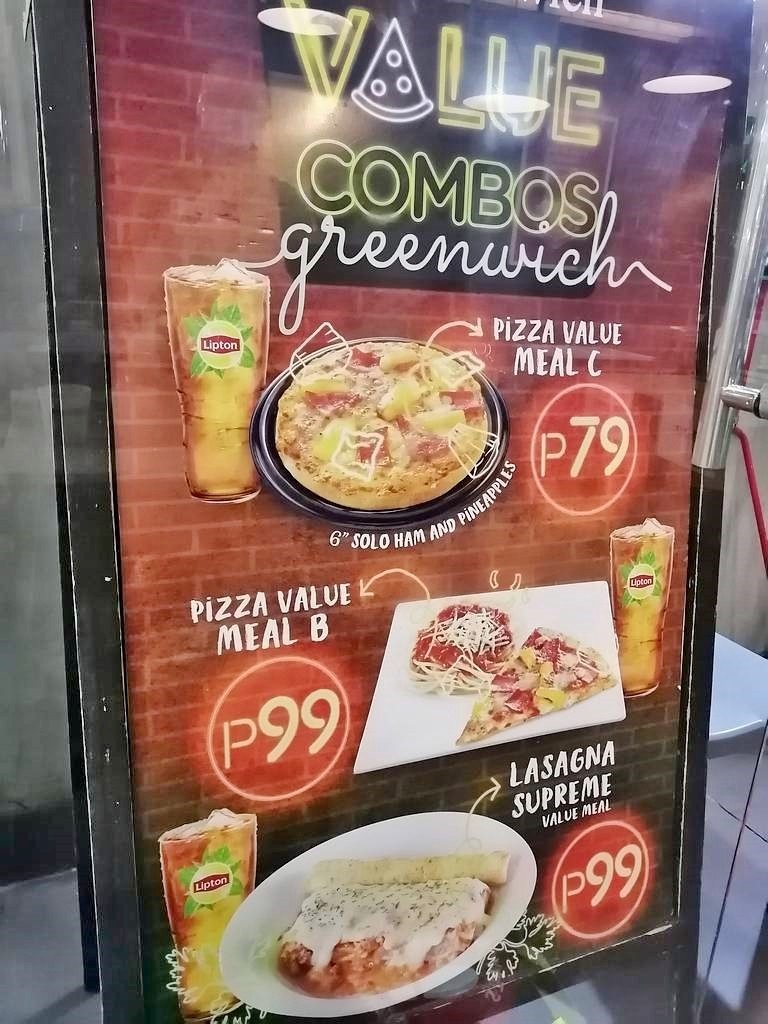 VALUE
COMBOS
greenwich
Lipton
PIZZA VALUE
MEAL C
P79
6" SOLO HAM AND PINEAPPLES
Lipton
PIZZA VALUE
MEAL B
P99
LASAGNA
SUPREME
VALUE MEAL
P99
Lipton